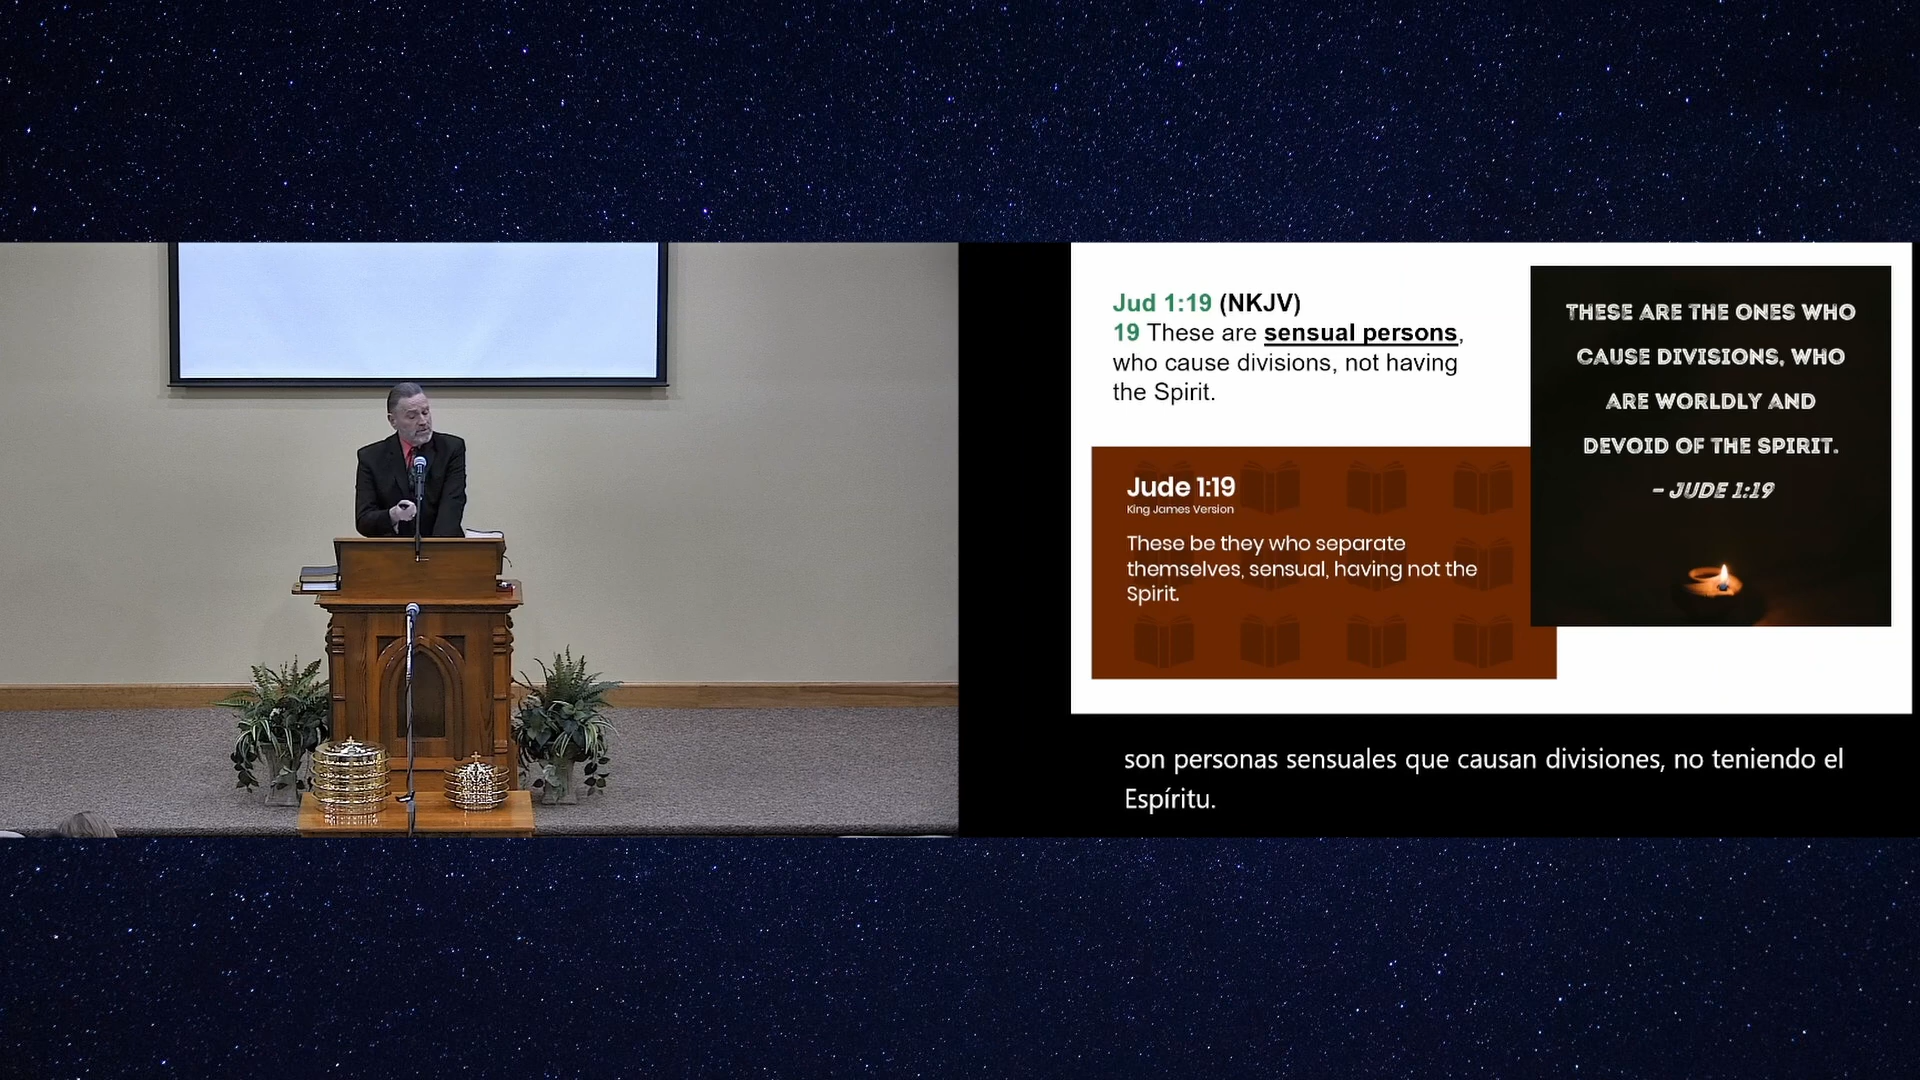 Jud 1:19 (NKJV)
19 These are sensual persons,
who cause divisions, not having
the Spirit.
Jude 1:19
King James Version
These be they who separate
themselves, sensual, having not the
Spirit.
THESE ARE THE ONES WHO
CAUSE DIVISIONS, WHO
ARE WORLDLY AND
DEVOID OF THE SPIRIT.
– JUDE 1:19
son personas sensuales que causan divisiones, no teniendo el
Espíritu.